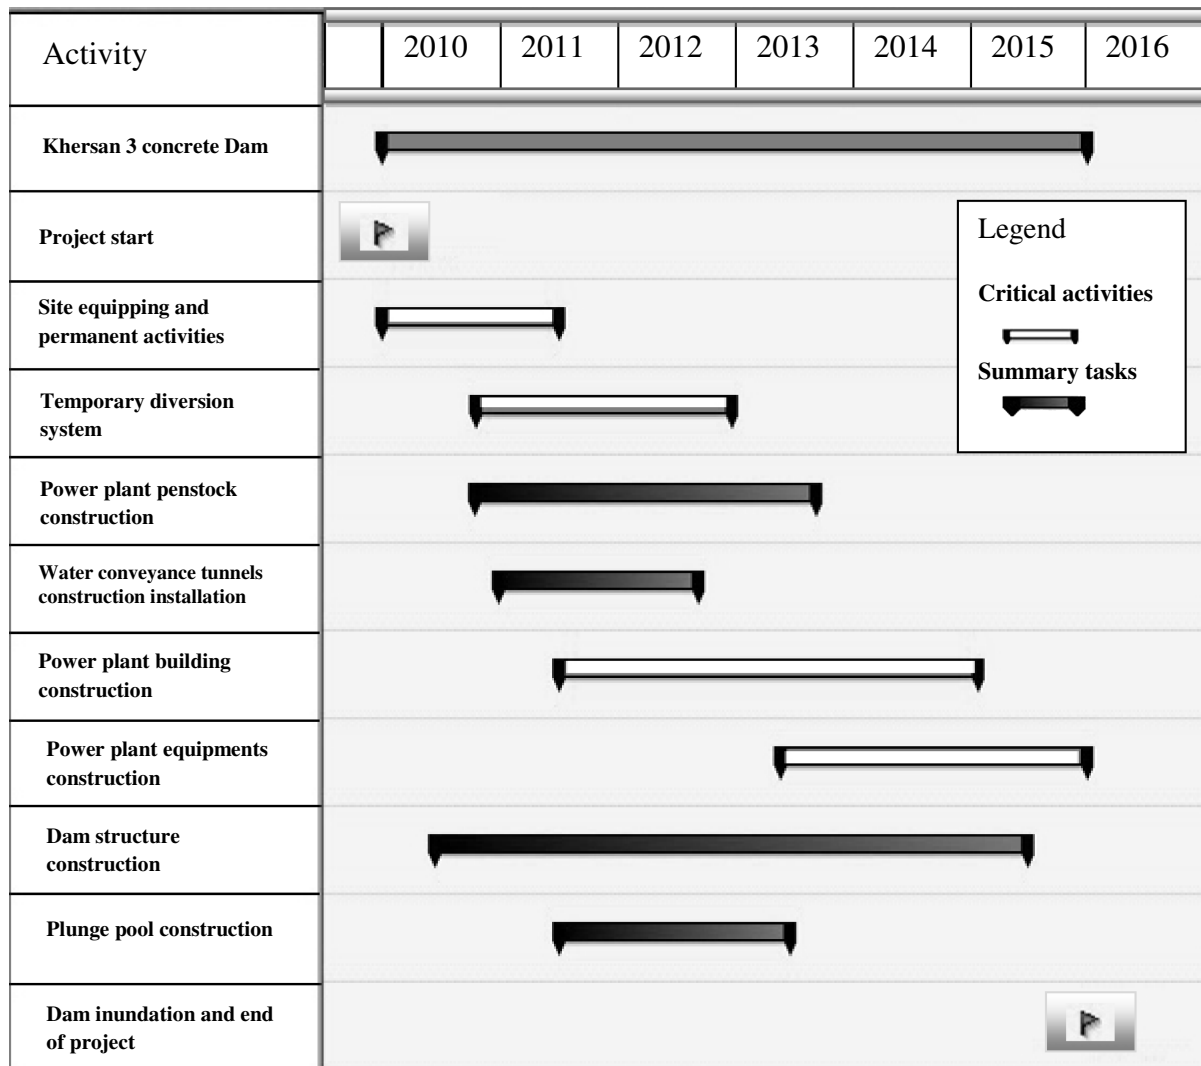 Activity
2010 2011 2012 2013 2014 2015 2016
Khersan 3 concrete Dam
Project start
Legend
Critical activities
Summary tasks
Site equipping and
permanent activities
Temporary diversion
system
Power plant penstock
construction
Water conveyance tunnels
construction installation
Power plant building
construction
Power plant equipments
construction
Dam structure
construction
Plunge pool construction
Dam inundation and end
of project